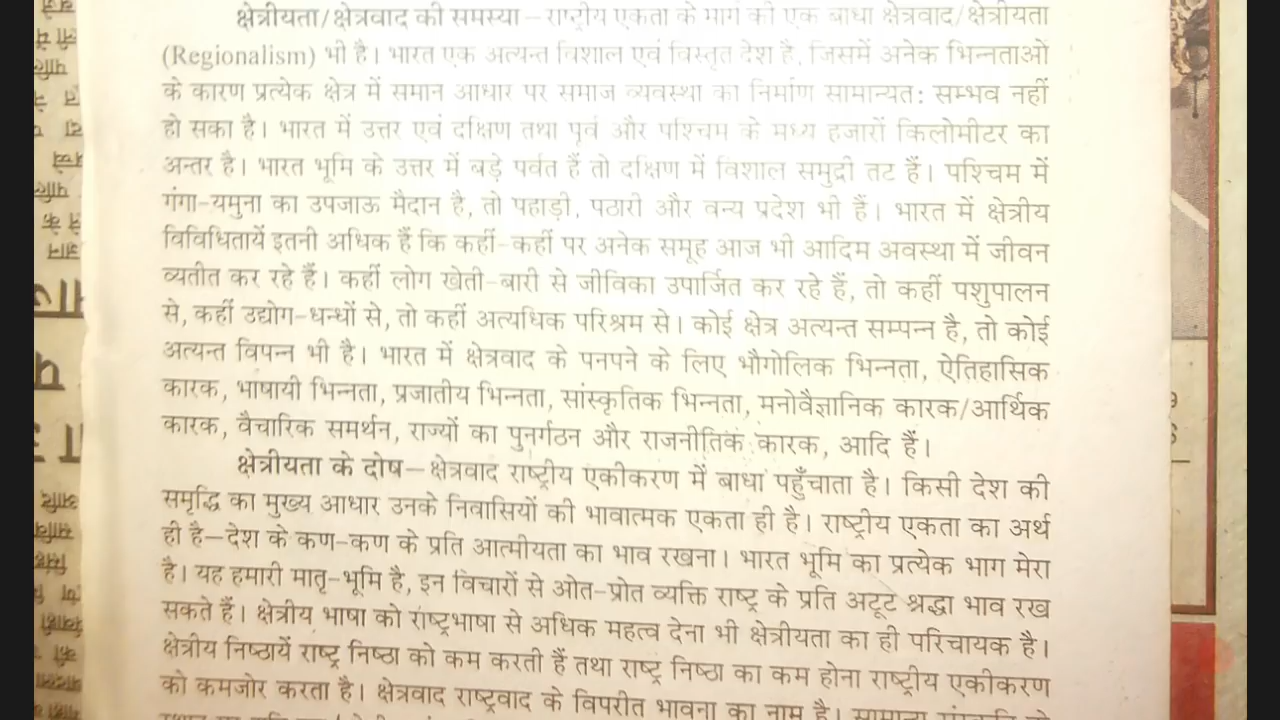 क्षेत्रीयता/क्षेत्रवाद की समस्या—राष्ट्रीय एकता के मार्ग की एक बाधा क्षेत्रवाद/क्षेत्रीयता
(Regionalism) भी है। भारत एक अत्यन्त विशाल एवं विस्तृत देश है, जिसमें अनेक भिन्नताओं
के कारण प्रत्येक क्षेत्र में समान आधार पर समाज व्यवस्था का निर्माण सामान्यत: सम्भव नहीं
हो सका है। भारत में उत्तर एवं दक्षिण तथा पूर्व और पश्चिम के मध्य हजारों किलोमीटर का
अन्तर है। भारत भूमि के उत्तर में बड़े पर्वत हैं तो दक्षिण में विशाल समुद्री तट हैं। पश्चिम में
गंगा-यमुना का उपजाऊ मैदान है, तो पहाड़ी, पठारी और वन्य प्रदेश भी हैं। भारत में क्षेत्रीय
विविधितायें इतनी अधिक हैं कि कहीं-कहीं पर अनेक समूह आज भी आदिम अवस्था में जीवन
व्यतीत कर रहे हैं। कहीं लोग खेती-बारी से जीविका उपार्जित कर रहे हैं, तो कहीं पशुपालन
से, कहीं उद्योग-धन्धों से, तो कहीं अत्यधिक परिश्रम से। कोई क्षेत्र अत्यन्त सम्पन्न है, तो कोई
अत्यन्त विपन्न भी है। भारत में क्षेत्रवाद के पनपने के लिए भौगोलिक भिन्नता, ऐतिहासिक
कारक, भाषायी भिन्नता, प्रजातीय भिन्नता, सांस्कृतिक भिन्नता, मनोवैज्ञानिक कारक/आर्थिक
कारक, वैचारिक समर्थन, राज्यों का पुनर्गठन और राजनीतिक कारक, आदि हैं।
क्षेत्रीयता के दोष—क्षेत्रवाद राष्ट्रीय एकीकरण में बाधा पहुँचाता है। किसी देश की
समृद्धि का मुख्य आधार उनके निवासियों की भावात्मक एकता ही है। राष्ट्रीय एकता का अर्थ
ही है—देश के कण-कण के प्रति आत्मीयता का भाव रखना। भारत भूमि का प्रत्येक भाग मेरा
है। यह हमारी मातृ-भूमि है, इन विचारों से ओत-प्रोत व्यक्ति राष्ट्र के प्रति अटूट श्रद्धा भाव रख
सकते हैं। क्षेत्रीय भाषा को राष्ट्रभाषा से अधिक महत्व देना भी क्षेत्रीयता का ही परिचायक है।
क्षेत्रीय निष्ठायें राष्ट्र निष्ठा को कम करती हैं तथा राष्ट्र निष्ठा का कम होना राष्ट्रीय एकीकरण
को कमजोर करता है। क्षेत्रवाद राष्ट्रवाद के विपरीत भावना का नाम है।